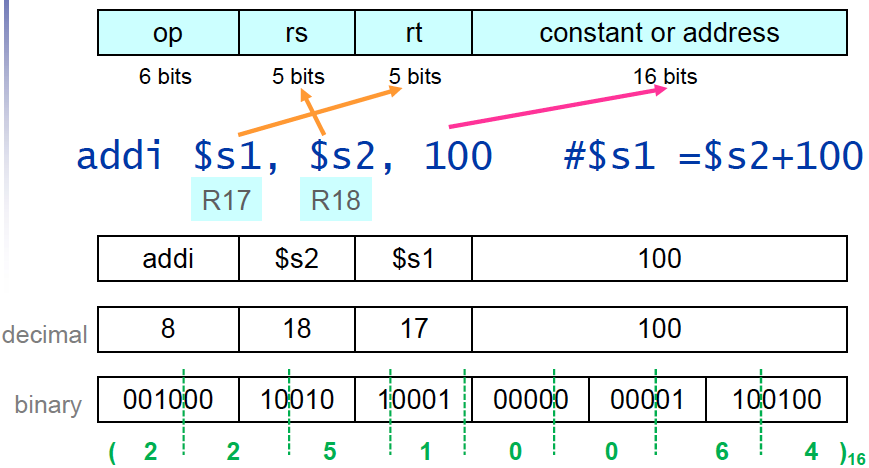 op rs rt constant or address
6 bits 5 bits 5 bits 16 bits
addi $s1, $s2, 100 #$s1 =$s2+100
R17 R18
addi $s2 $s1 100
decimal 8 18 17 100
binary 001000 10010 10001 00000 00001 100100
( 2 2 5 1 0 0 6 4 )16